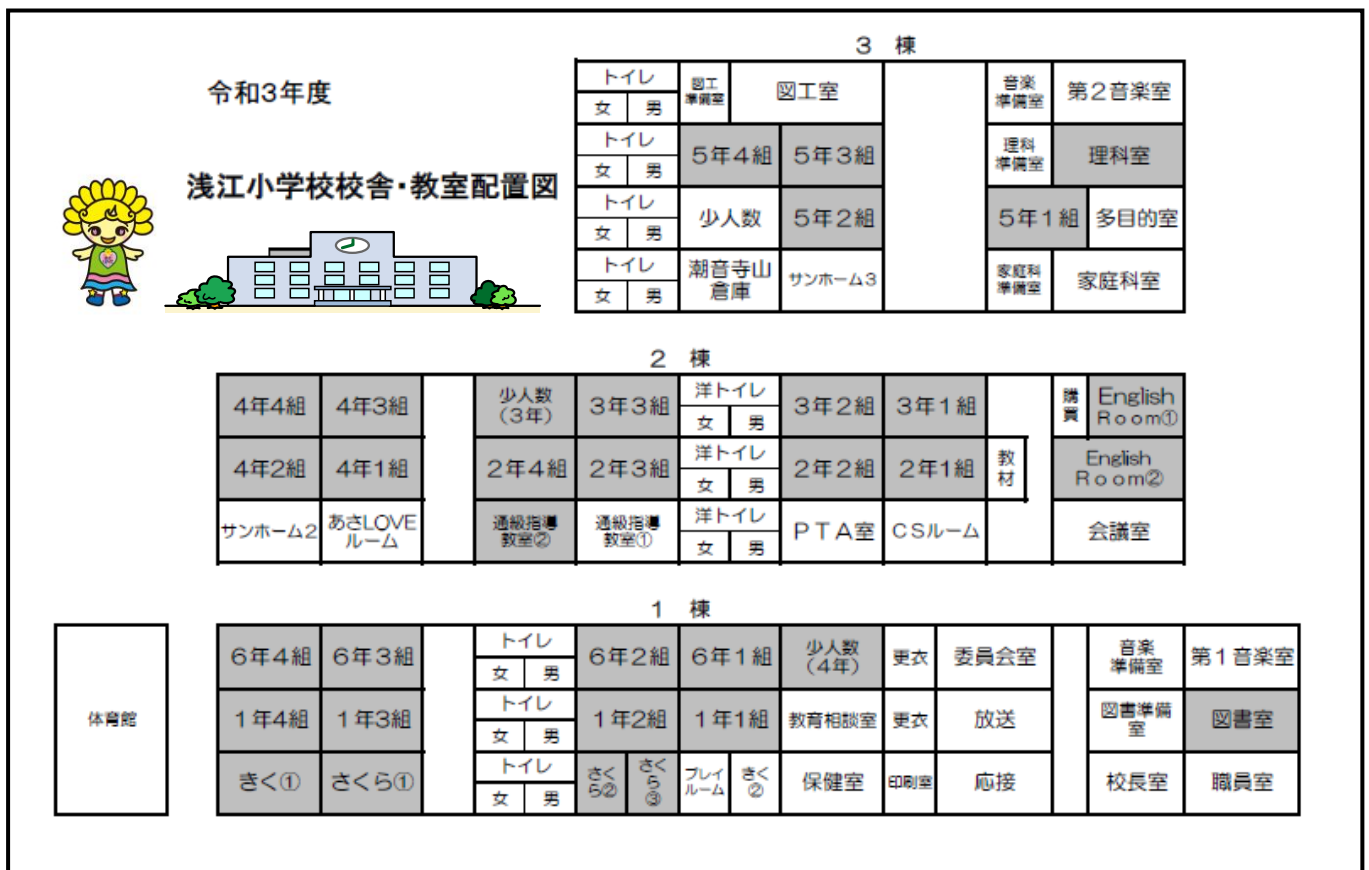 令和3年度
浅江小学校校舎・教室配置図
3 棟
トイレ
女 男
図工
準備室
図工室
音楽
準備室
第2音楽室
トイレ
女 男
5年4組
5年3組
理科
準備室
理科室
トイレ
女 男
少人数
5年2組
5年1組
多目的室
トイレ
女 男
潮音寺山
倉庫
サンホーム3
家庭科
準備室
家庭科室
2 棟
4年4組
4年3組
少人数
(3年)
3年3組
洋トイレ
女 男
3年2組
3年1組
購
買
English
Room①
4年2組
4年1組
2年4組
2年3組
洋トイレ
女 男
2年2組
2年1組
教
材
English
Room②
サンホーム2
あさLOVE
ルーム
通級指導
教室②
通級指導
教室①
洋トイレ
女 男
PTA室
CSルーム
会議室
1 棟
体育館
6年4組
6年3組
トイレ
女 男
6年2組
6年1組
少人数
(4年)
更衣
委員会室
音楽
準備室
第1音楽室
1年4組
1年3組
トイレ
女 男
1年2組
1年1組
教育相談室
更衣
放送
図書準備
室
図書室
きく①
さくら①
トイレ
女 男
さく
ら②
さく
ら
③
プレイ
ルーム
きく
②
保健室
印刷室
応接
校長室
職員室